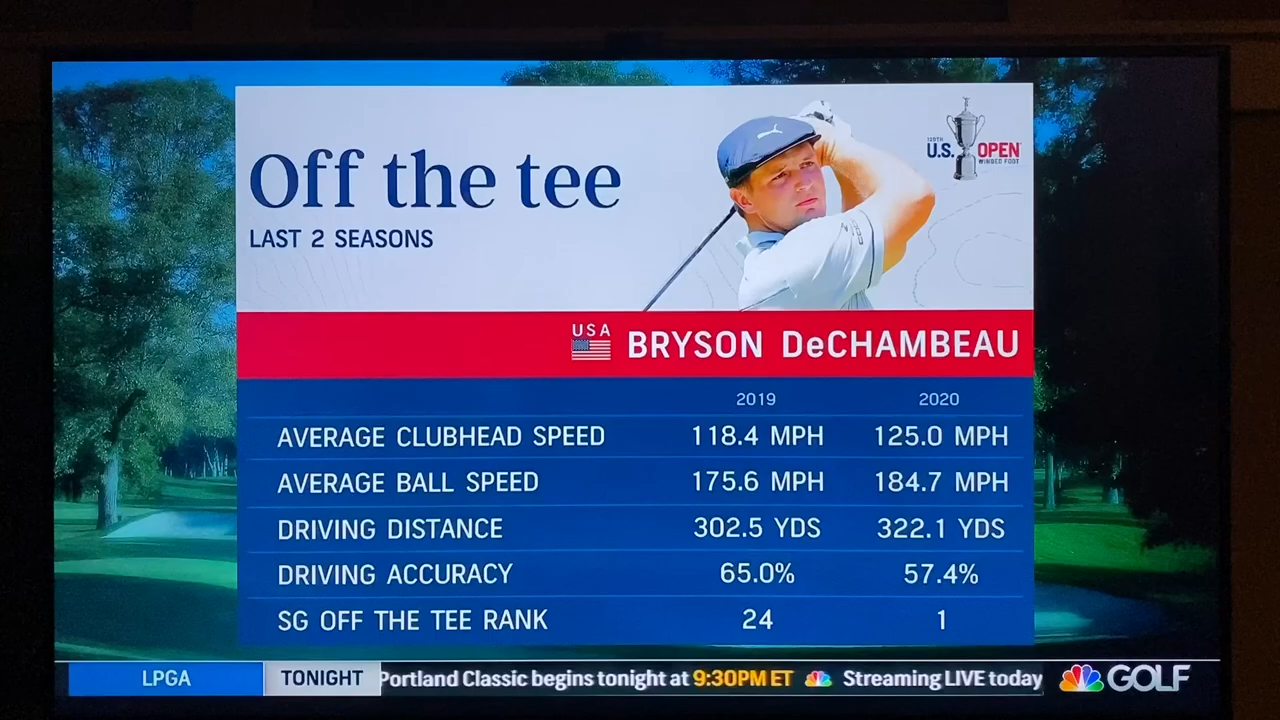 Off the tee
LAST 2 SEASONS
120TH
U.S. OPEN
WINGED FOOT
USA
BRYSON DeCHAMBEAU
2019 2020
AVERAGE CLUBHEAD SPEED 118.4 MPH 125.0 MPH
AVERAGE BALL SPEED 175.6 MPH 184.7 MPH
DRIVING DISTANCE 302.5 YDS 322.1 YDS
DRIVING ACCURACY 65.0% 57.4%
SG OFF THE TEE RANK 24 1
LPGA TONIGHT Portland Classic begins tonight at 9:30PM ET Streaming LIVE today GOLF